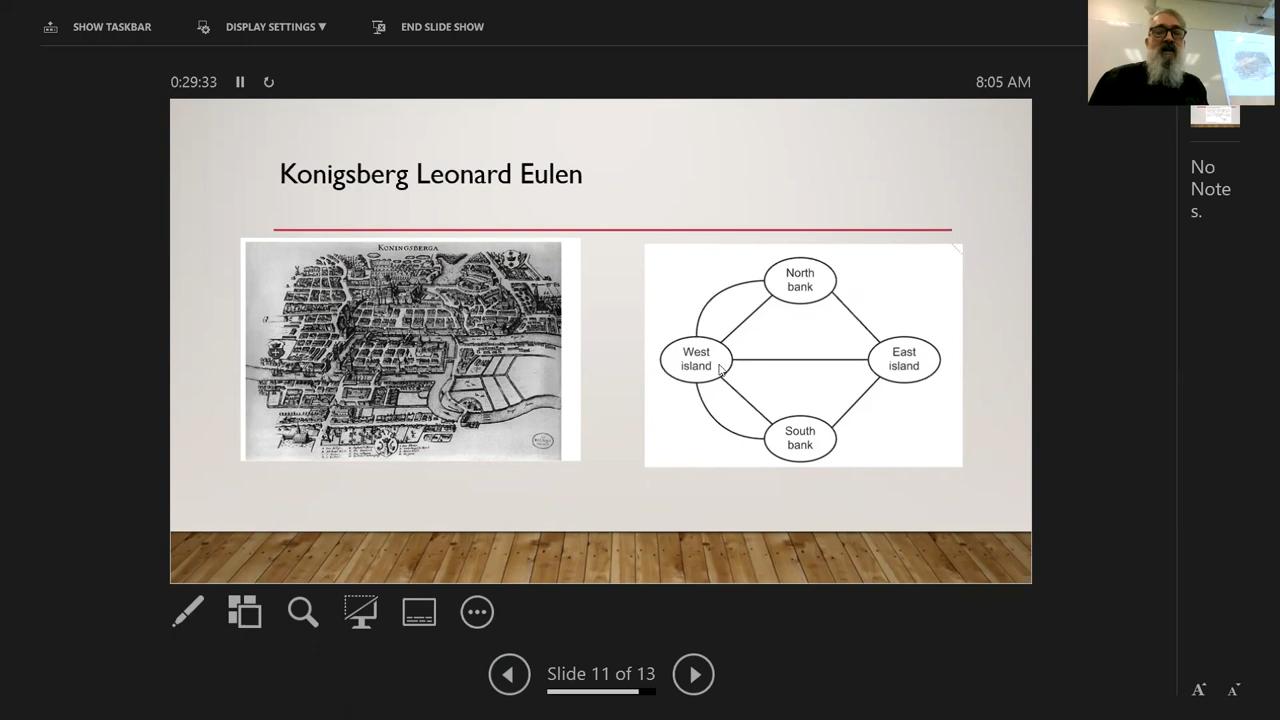 SHOW TASKBAR
DISPLAY SETTINGS ▼
END SLIDE SHOW
0:29:33
8:05 AM
Konigsberg Leonard Eulen
KONINGSBERGA
North
bank
West
island
East
island
South
bank
No
Note
s.
Slide 11 of 13
A
A